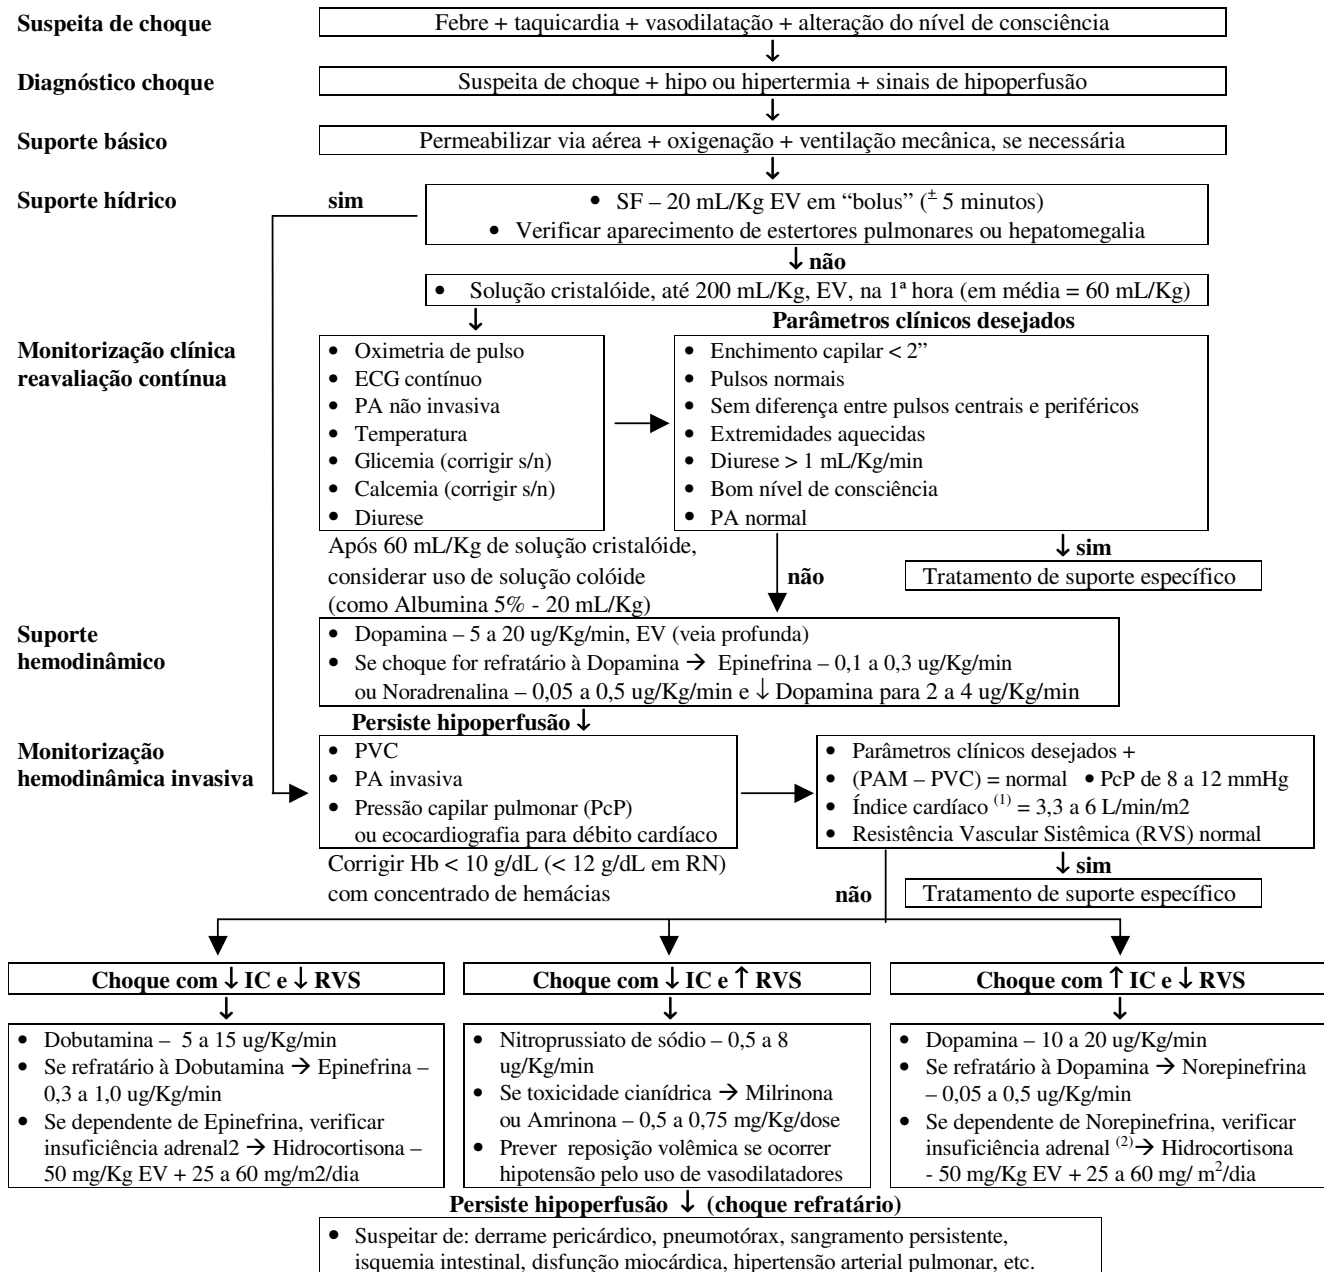 Suspeita de choque
Febre + taquicardia + vasodilatação + alteração do nível de consciência
↓
Diagnóstico choque
Suspeita de choque + hipo ou hipertermia + sinais de hipoperfusão
↓
Suporte básico
Permeabilizar via aérea + oxigenação + ventilação mecânica, se necessária
↓
Suporte hídrico
sim
• SF – 20 mL/Kg EV em “bolus” (± 5 minutos)
• Verificar aparecimento de estertores pulmonares ou hepatomegalia
↓ não
• Solução cristalóide, até 200 mL/Kg, EV, na 1ª hora (em média = 60 mL/Kg)
↓
Parâmetros clínicos desejados
Monitorização clínica
reavaliação contínua
• Oximetria de pulso
• ECG contínuo
• PA não invasiva
• Temperatura
• Glicemia (corrigir s/n)
• Calcemia (corrigir s/n)
• Diurese
• Enchimento capilar < 2”
• Pulsos normais
• Sem diferença entre pulsos centrais e periféricos
• Extremidades aquecidas
• Diurese > 1 mL/Kg/min
• Bom nível de consciência
• PA normal
Após 60 mL/Kg de solução cristalóide,
considerar uso de solução colóide
(como Albumina 5% - 20 mL/Kg)
não
↓ sim
Tratamento de suporte específico
Suporte
hemodinâmico
• Dopamina – 5 a 20 ug/Kg/min, EV (veia profunda)
• Se choque for refratário à Dopamina → Epinefrina – 0,1 a 0,3 ug/Kg/min
ou Noradrenalina – 0,05 a 0,5 ug/Kg/min e ↓ Dopamina para 2 a 4 ug/Kg/min
Persiste hipoperfusão ↓
Monitorização
hemodinâmica invasiva
• PVC
• PA invasiva
• Pressão capilar pulmonar (PcP)
ou ecocardiografia para débito cardíaco
• Parâmetros clínicos desejados +
• (PAM – PVC) = normal • PcP de 8 a 12 mmHg
• Índice cardíaco (1) = 3,3 a 6 L/min/m2
• Resistência Vascular Sistêmica (RVS) normal
Corrigir Hb < 10 g/dL (< 12 g/dL em RN)
com concentrado de hemácias
não
↓ sim
Tratamento de suporte específico
Choque com ↓ IC e ↓ RVS
↓
• Dobutamina – 5 a 15 ug/Kg/min
• Se refratário à Dobutamina → Epinefrina –
0,3 a 1,0 ug/Kg/min
• Se dependente de Epinefrina, verificar
insuficiência adrenal2 → Hidrocortisona –
50 mg/Kg EV + 25 a 60 mg/m2/dia
Choque com ↓ IC e ↑ RVS
↓
• Nitroprussiato de sódio – 0,5 a 8
ug/Kg/min
• Se toxicidade cianídrica → Milrinona
ou Amrinona – 0,5 a 0,75 mg/Kg/dose
• Prever reposição volêmica se ocorrer
hipotensão pelo uso de vasodilatadores
Choque com ↑ IC e ↓ RVS
↓
• Dopamina – 10 a 20 ug/Kg/min
• Se refratário à Dopamina → Norepinefrina
– 0,05 a 0,5 ug/Kg/min
• Se dependente de Norepinefrina, verificar
insuficiência adrenal (2) → Hidrocortisona
- 50 mg/Kg EV + 25 a 60 mg/ m²/dia
Persiste hipoperfusão ↓ (choque refratário)
• Suspeitar de: derrame pericárdico, pneumotórax, sangramento persistente,
isquemia intestinal, disfunção miocárdica, hipertensão arterial pulmonar, etc.